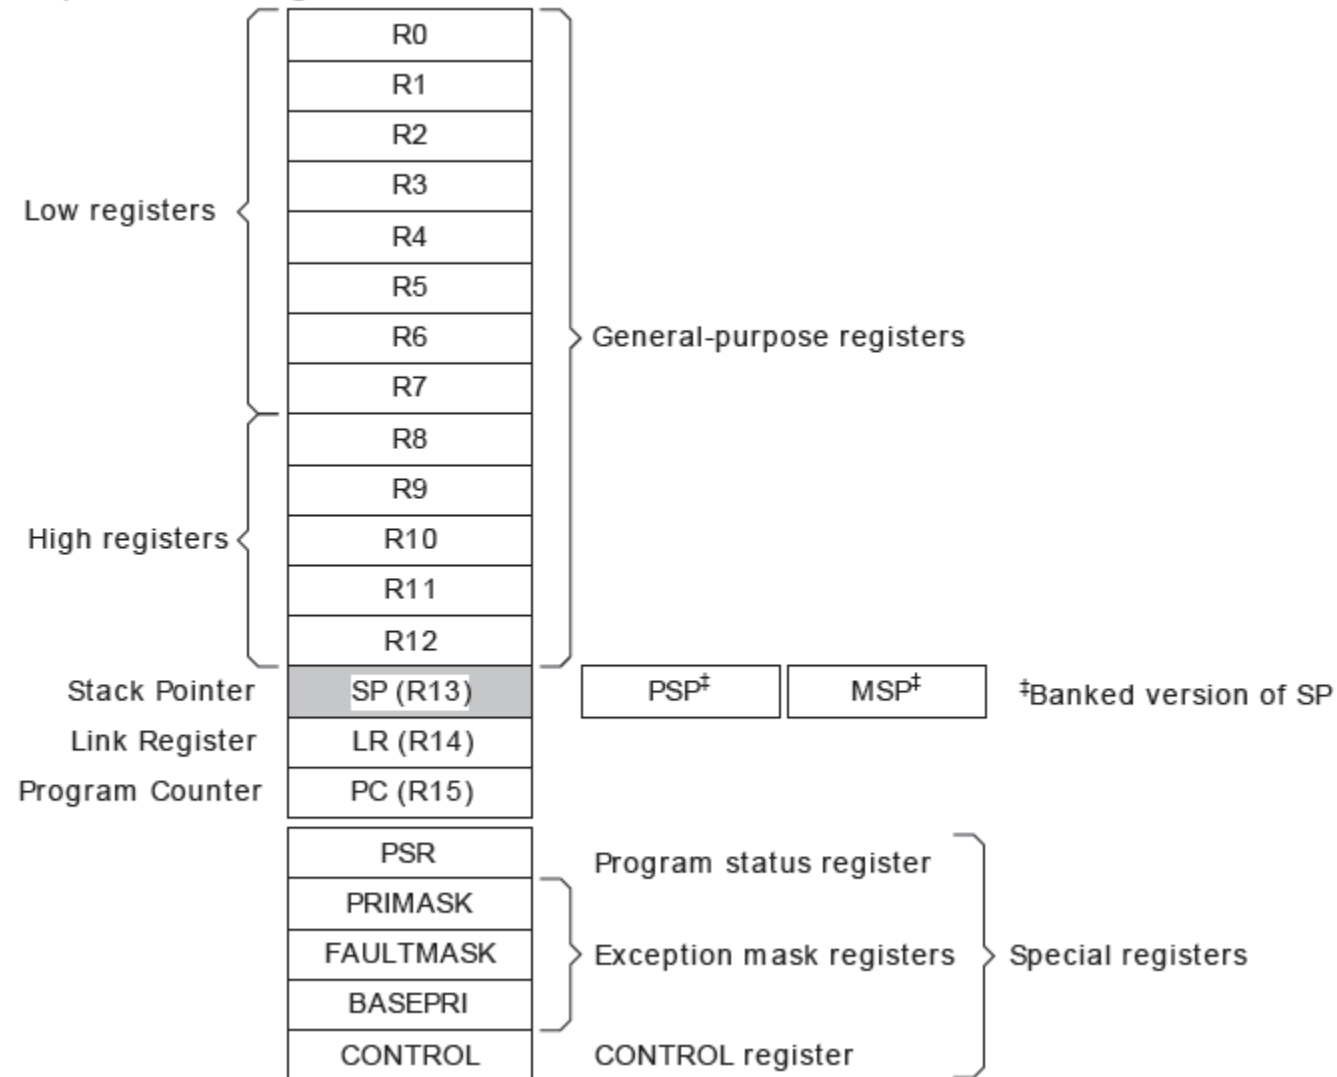 R0
R1
R2
R3
Low registers
R4
R5
R6
General-purpose registers
R7
R8
R9
High registers
R10
R11
R12
Stack Pointer SP (R13) PSP‡ MSP‡ ‡Banked version of SP
Link Register LR (R14)
Program Counter PC (R15)
PSR Program status register
PRIMASK
FAULTMASK Exception mask registers Special registers
BASEPRI
CONTROL CONTROL register